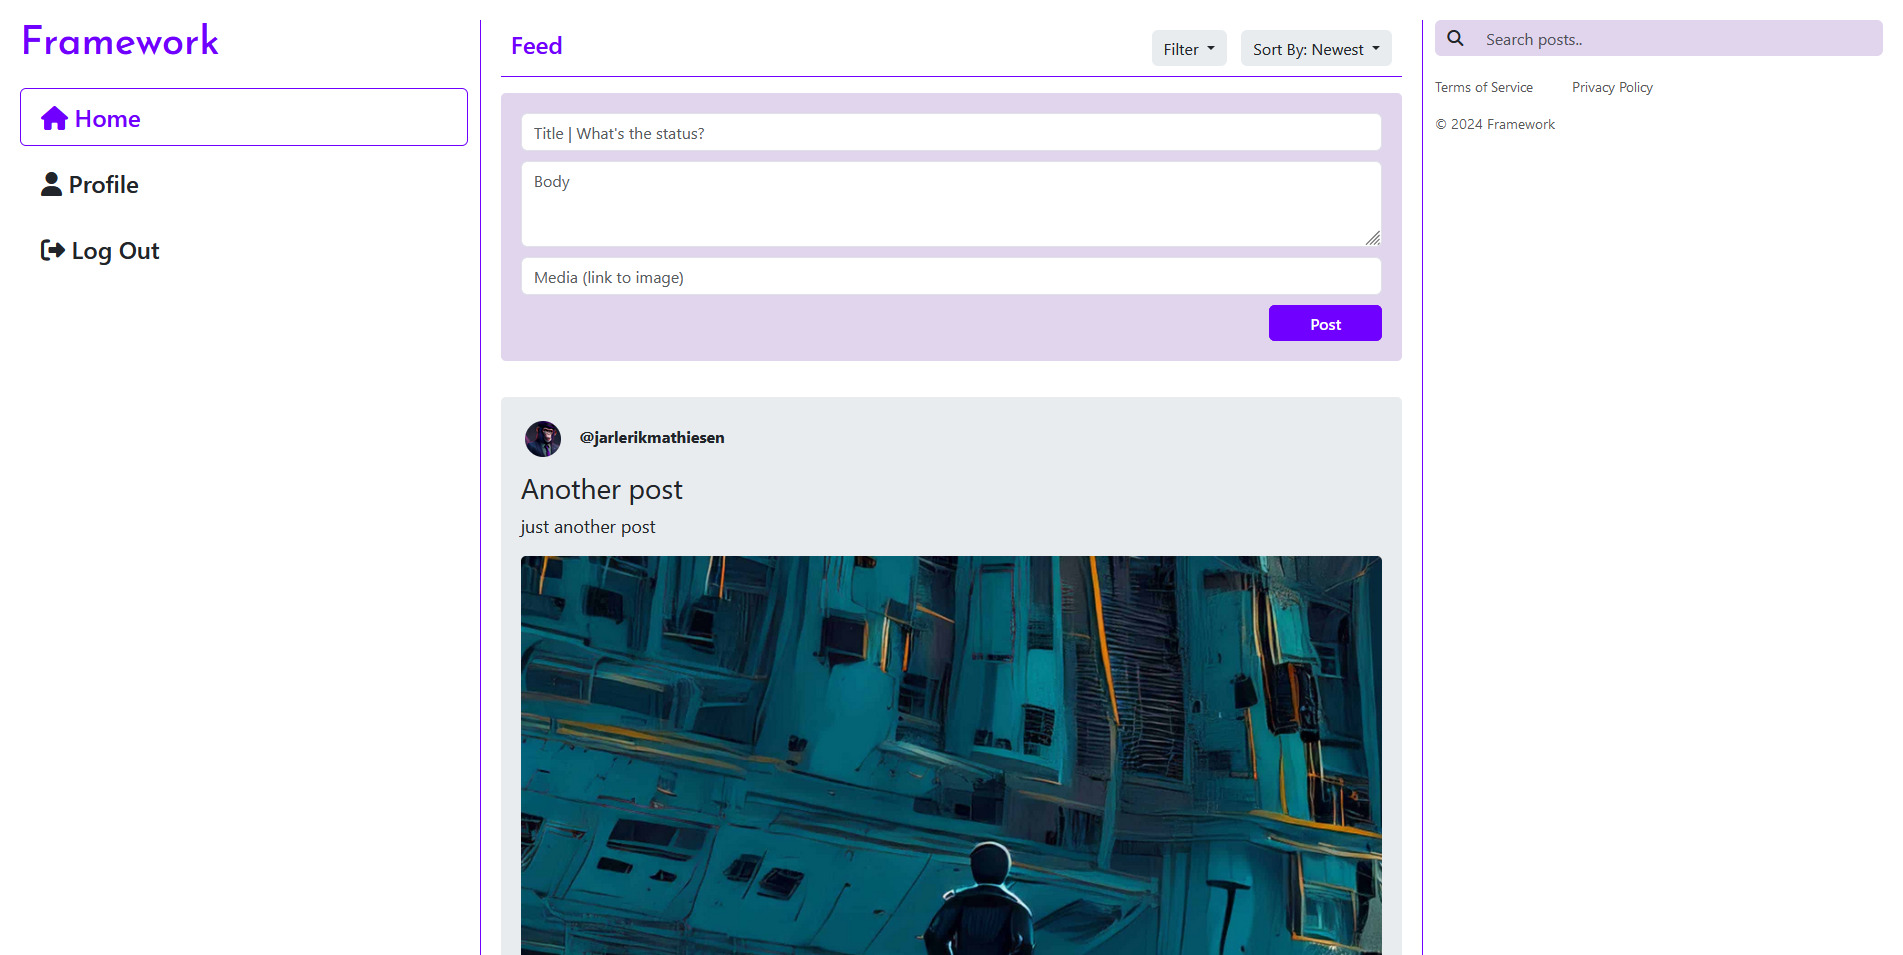 Framework
Home
Profile
Log Out
Feed
Filter
Sort By: Newest
Title | What's the status?
Body
Media (link to image)
Post
@jarlerikmathiesen
Another post
just another post
Search posts..
Terms of Service
Privacy Policy
© 2024 Framework